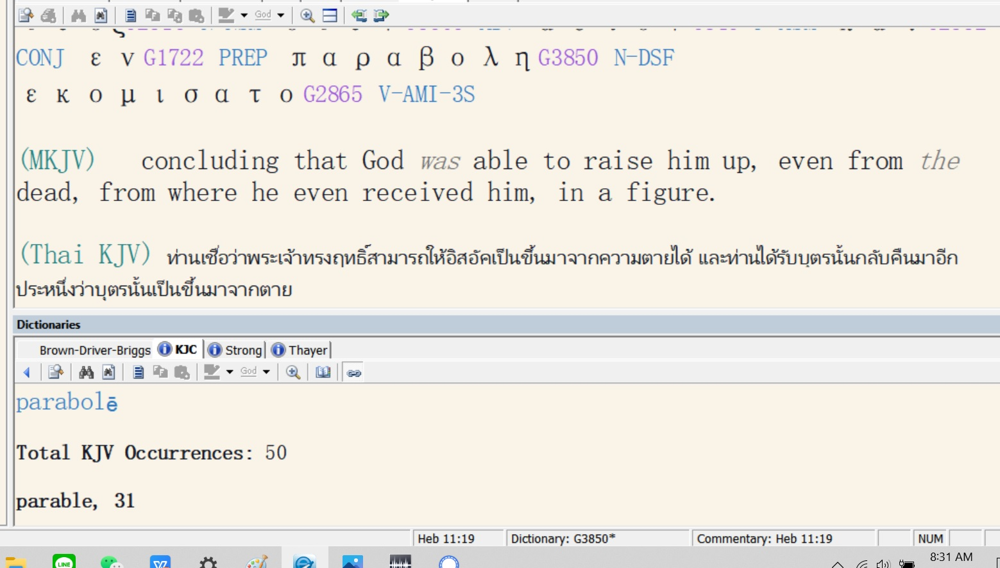 God
CONJ ε ν G1722 PREP π α ρ α β ο λ η G3850 N-DSF
ε κ ο μ ι σ α τ ο G2865 V-AMI-3S
(MKJV) concluding that God was able to raise him up, even from the
dead, from where he even received him, in a figure.
(Thai KJV) ท่านเชื่อว่าพระเจ้าทรงฤทธิ์สามารถให้อิสอัคเป็นขึ้นมาจากความตายได้ และท่านได้รับบุตรนั้นกลับคืนมาอีก
ประหนึ่งว่าบุตรนั้นเป็นขึ้นมาจากตาย
Dictionaries
Brown-Driver-Briggs KJC Strong Thayer
God
parabolē
Total KJV Occurrences: 50
parable, 31
Heb 11:19 Dictionary: G3850* Commentary: Heb 11:19 NUM
LINE
8:31 AM